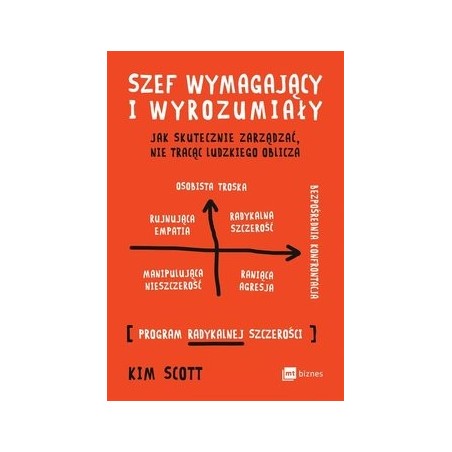 SZEF WYMAGAJĄCY
I WYROZUMIAŁY
JAK SKUTECZNIE ZARZĄDZAĆ,
NIE TRACĄC LUDZKIEGO OBLICZA
OSOBISTA TROSKA
RUJNUJĄCA
EMPATIA
RADYKALNA
SZCZEROŚĆ
BEZPOŚREDNIA KONFRONTACJA
MANIPULUJĄCA
NIESZCZEROŚĆ
RANIĄCA
AGRESJA
[ PROGRAM RADYKALNEJ SZCZEROŚCI ]
KIM SCOTT
mt biznes